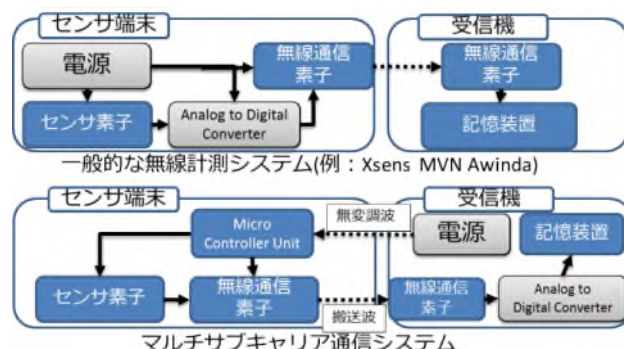 センサ端末
受信機
電源
無線通信
素子
無線通信
素子
センサ素子
Analog to Digital
Converter
記憶装置
一般的な無線計測システム(例：Xsens MVN Awinda)
センサ端末
受信機
無変調波
Micro
Controller Unit
電源
記憶装置
センサ素子
無線通信
素子
搬送波
無線通信
素子
Analog to
Digital Converter
マルチサブキャリア通信システム